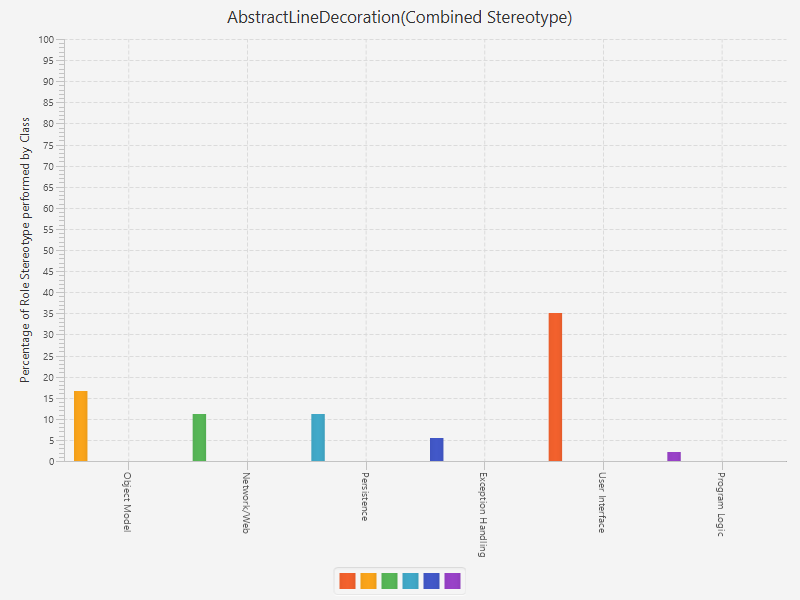 AbstractLineDecoration(Combined Stereotype)
Percentage of Role Stereotype performed by Class
100
95
90
85
80
75
70
65
60
55
50
45
40
35
30
25
20
15
10
5
0
Object Model
Network/Web
Persistence
Exception Handling
User Interface
Program Logic